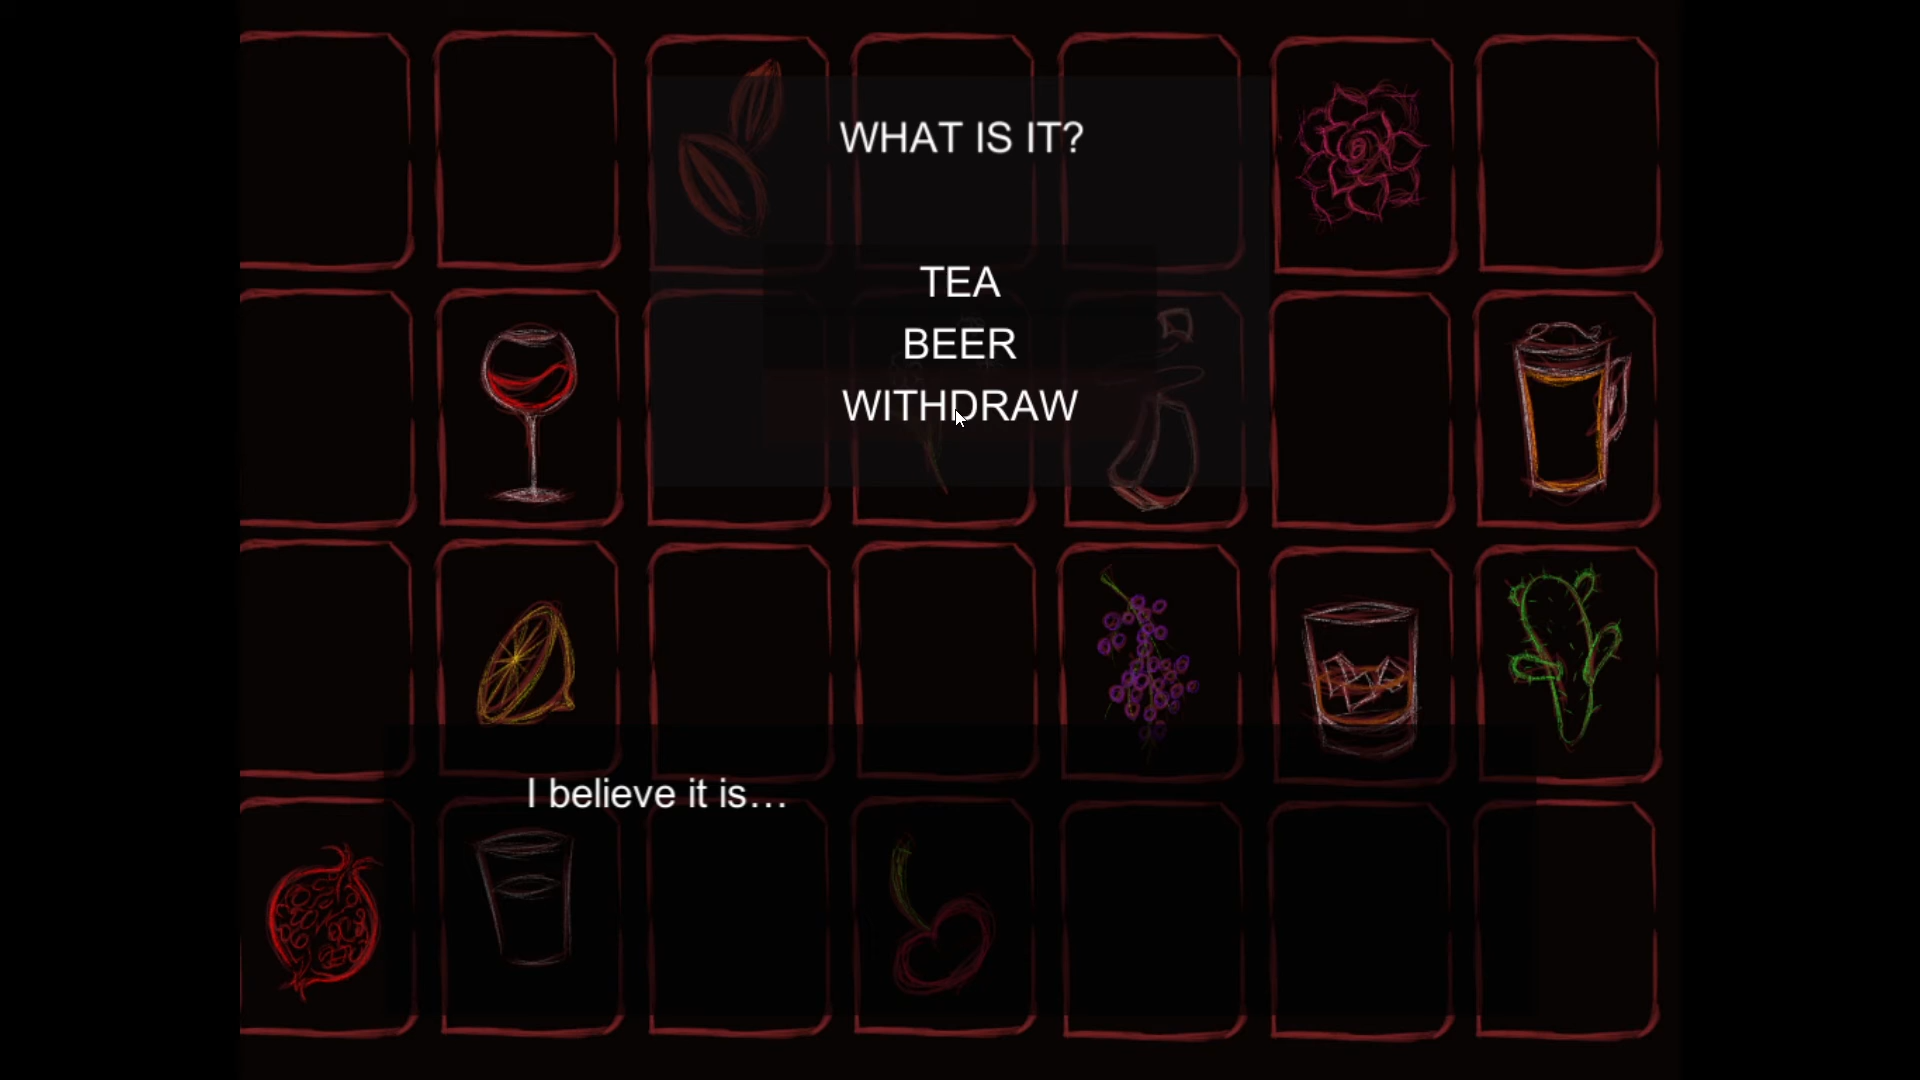 WHAT IS IT?
TEA
BEER
WITHDRAW
I believe it is...